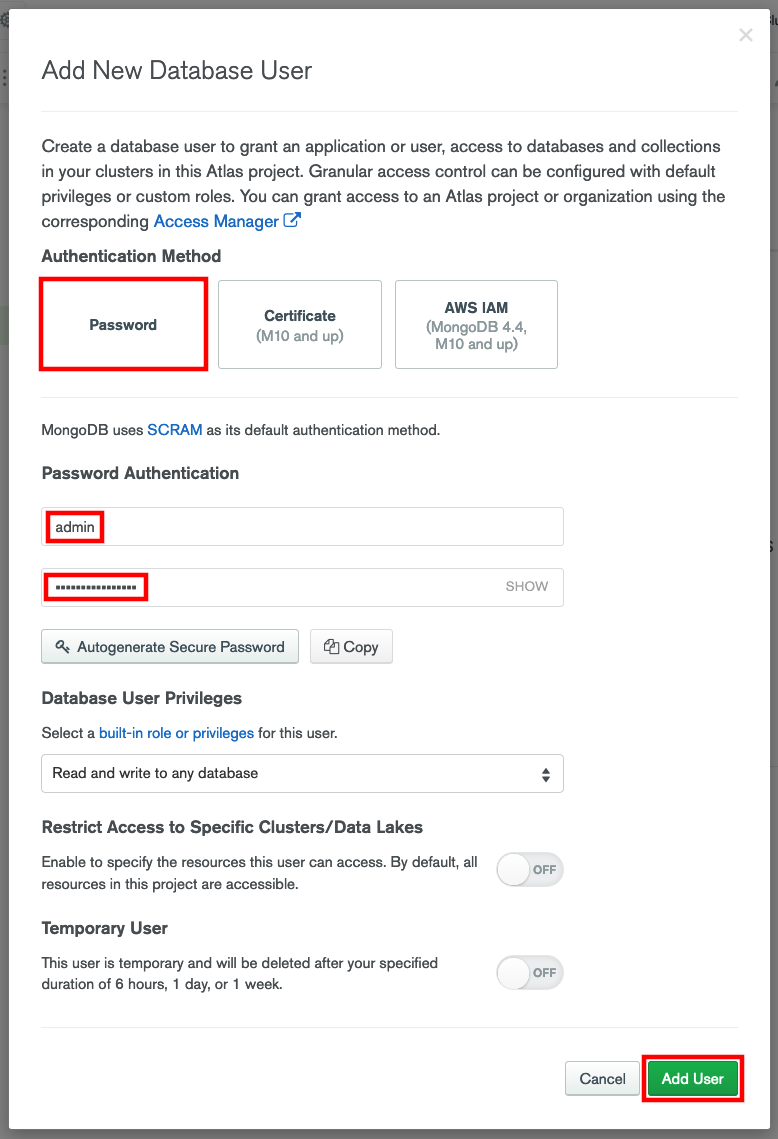 Add New Database User
Create a database user to grant an application or user, access to databases and collections
in your clusters in this Atlas project. Granular access control can be configured with default
privileges or custom roles. You can grant access to an Atlas project or organization using the
corresponding Access Manager
Authentication Method
Password
Certificate
(M10 and up)
AWS IAM
(MongoDB 4.4,
M10 and up)
MongoDB uses SCRAM as its default authentication method.
Password Authentication
admin
•••••••••••••••• SHOW
Autogenerate Secure Password
Copy
Database User Privileges
Select a built-in role or privileges for this user.
Read and write to any database
Restrict Access to Specific Clusters/Data Lakes
Enable to specify the resources this user can access. By default, all
resources in this project are accessible.
OFF
Temporary User
This user is temporary and will be deleted after your specified
duration of 6 hours, 1 day, or 1 week.
OFF
Cancel
Add User